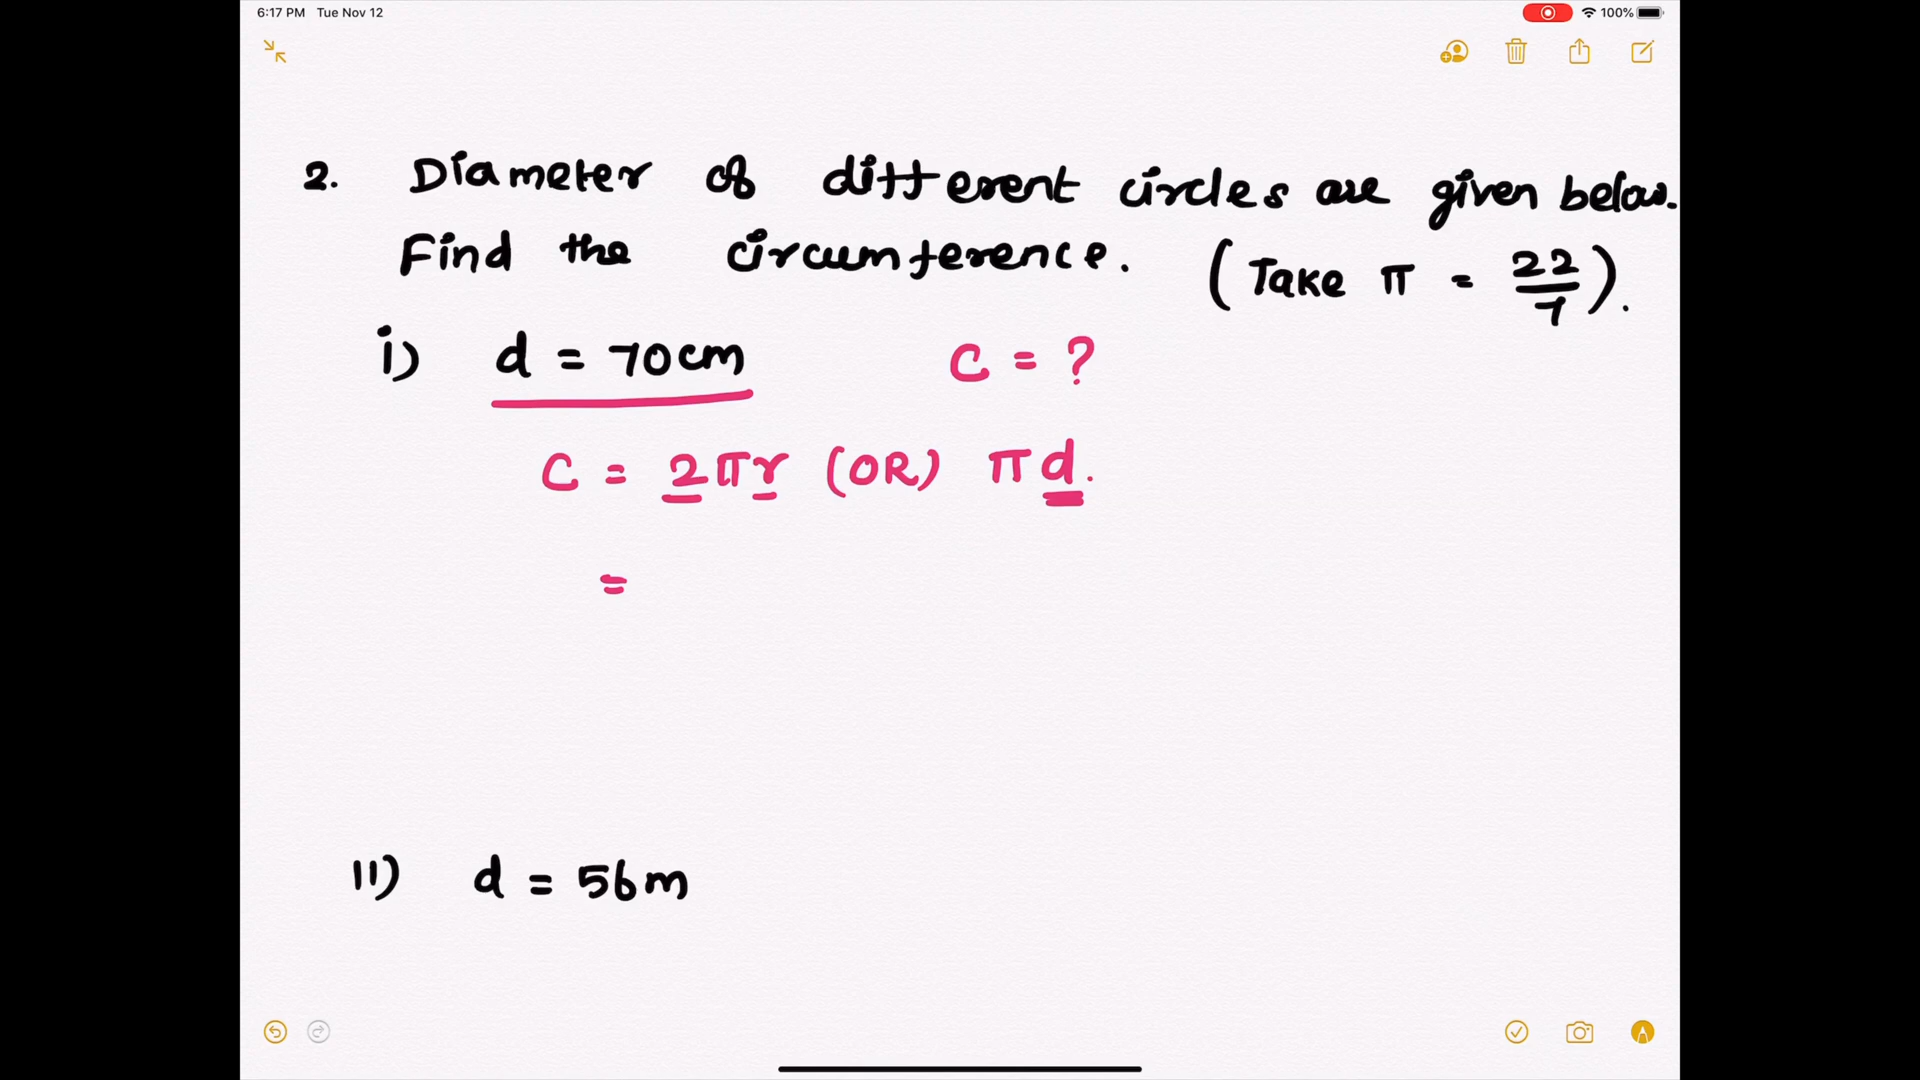 6:17 PM Tue Nov 12
100%
2. Diameter of different circles are given below.
Find the circumference. (Take π = 22/7).
i) d = 70cm C = ?
C = 2πr (OR) πd.
=
ii) d = 56m